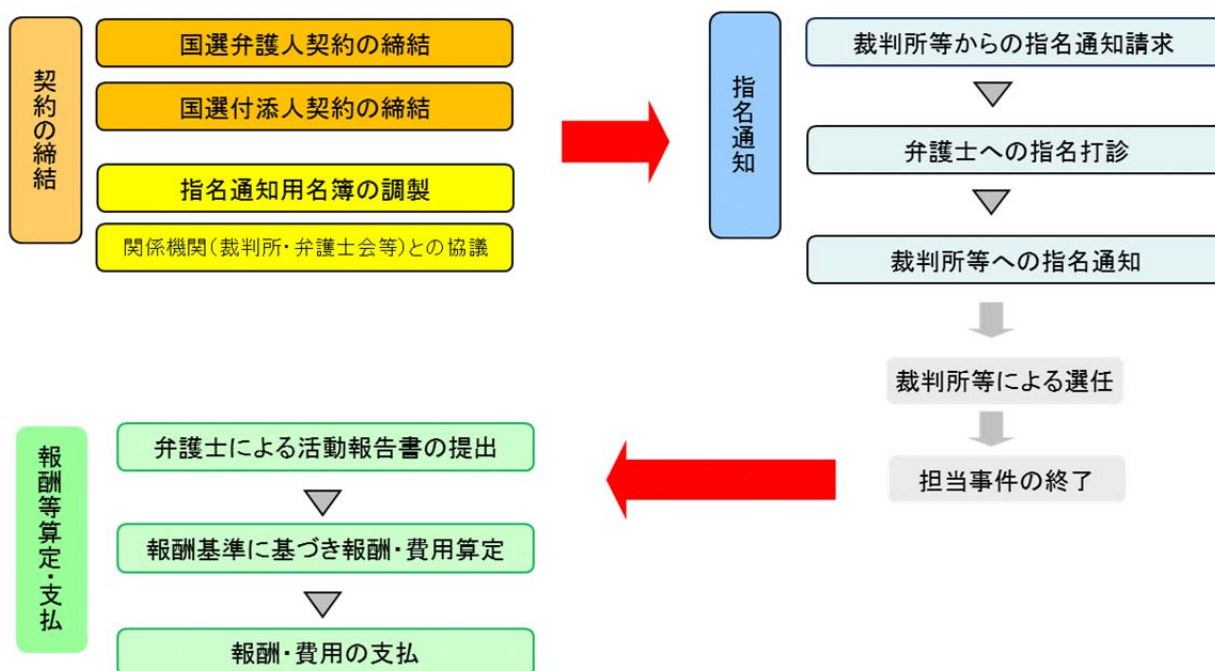 契約の締結
国選弁護人契約の締結
国選付添人契約の締結
指名通知用名簿の調製
関係機関(裁判所・弁護士会等)との協議
指名通知
裁判所等からの指名通知請求
弁護士への指名打診
裁判所等への指名通知
裁判所等による選任
担当事件の終了
報酬等算定・支払
弁護士による活動報告書の提出
報酬基準に基づき報酬・費用算定
報酬・費用の支払